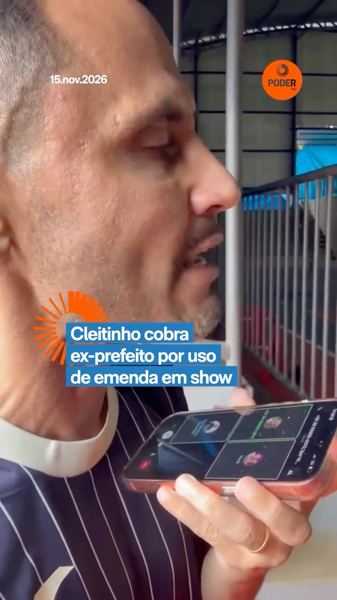 15.nov.2026
PODER
Cleitinho cobra
ex-prefeito por uso
de emenda em show